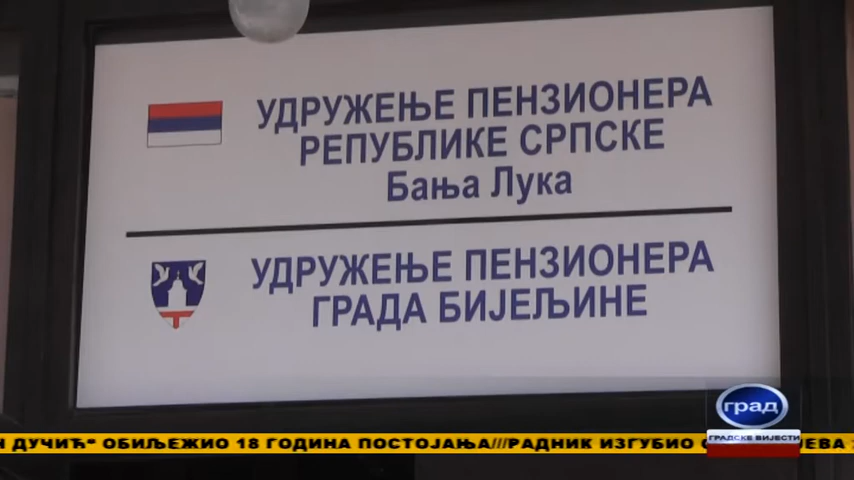 УДРУЖЕЊЕ ПЕНЗИОНЕРА
РЕПУБЛИКЕ СРПСКЕ
Бања Лука
УДРУЖЕЊЕ ПЕНЗИОНЕРА
ГРАДА БИЈЕЉИНЕ
град
ГРАДСКЕ ВИЈЕСТИ
ДУЧИЋ" ОБИЉЕЖИО 18 ГОДИНА ПОСТОЈАЊА///РАДНИК ИЗГУБИО